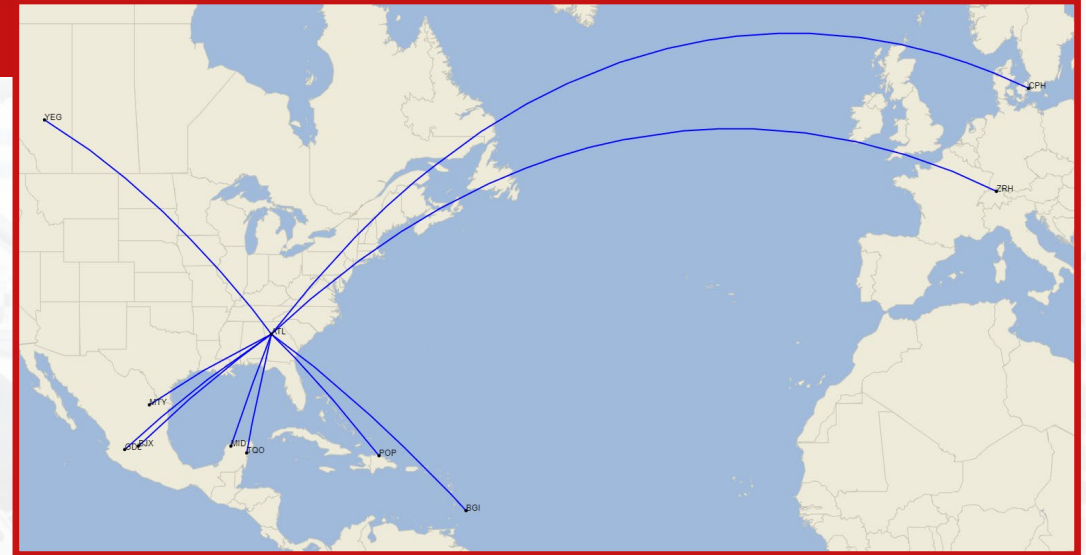 CPH
YEG
ZRH
ATL
MTY
GDL
BJX
MID
TQO
POP
BGI